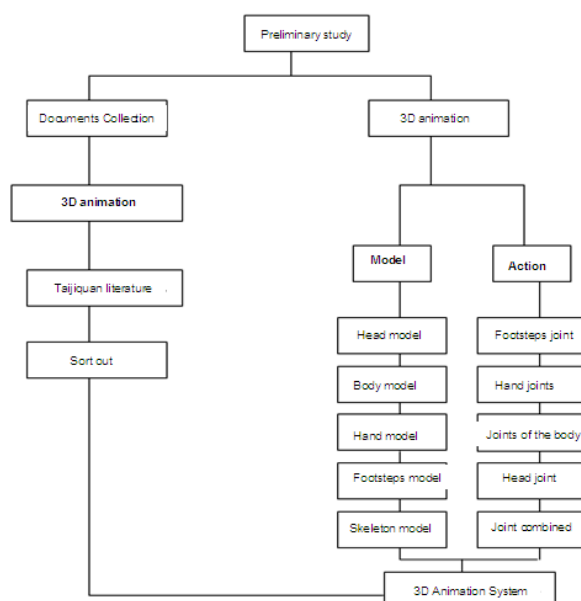 Preliminary study
Documents Collection
3D animation
3D animation
Taijiquan literature
Sort out
Model
Action
Head model
Footsteps joint
Body model
Hand joints
Hand model
Joints of the body
Footsteps model
Head joint
Skeleton model
Joint combined
3D Animation System